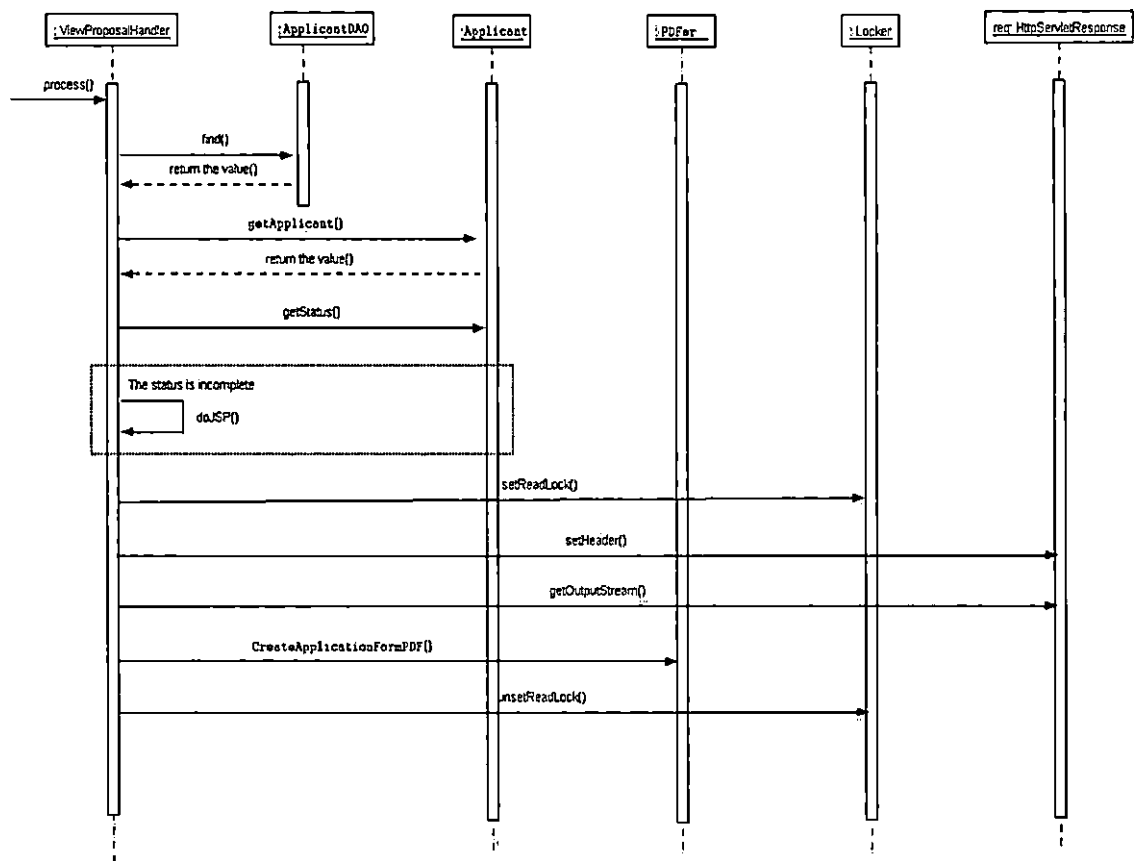 :ViewProposalHandler
:ApplicantDAO
:Applicant
:PDFer
:Locker
req:HttpServletResponse
process()
find()
return the value()
getApplicant()
return the value()
getStatus()
The status is incomplete
doJSP()
setReadLock()
setHeader()
getOutputStream()
CreateApplicationFormPDF()
unsetReadLock()